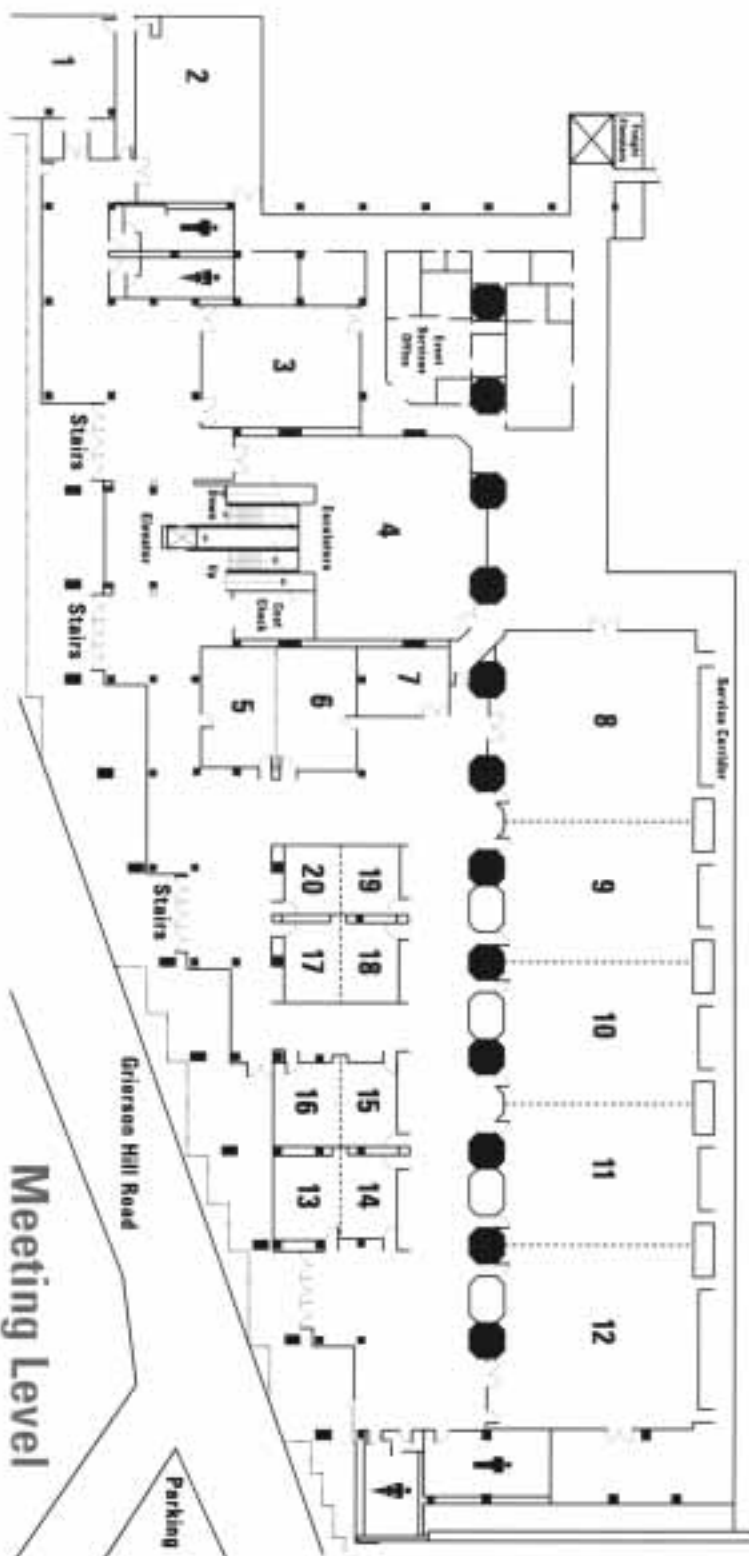 1
2
Freight
Elevators
3
Event
Services
Office
4
Stairs
Down
Elevator
Escalators
Up
Coat
Check
Stairs
5
6
7
8
Service Corridor
9
10
11
12
20
19
17
18
Stairs
16
15
13
14
Grierson Hill Road
Meeting Level
Parking